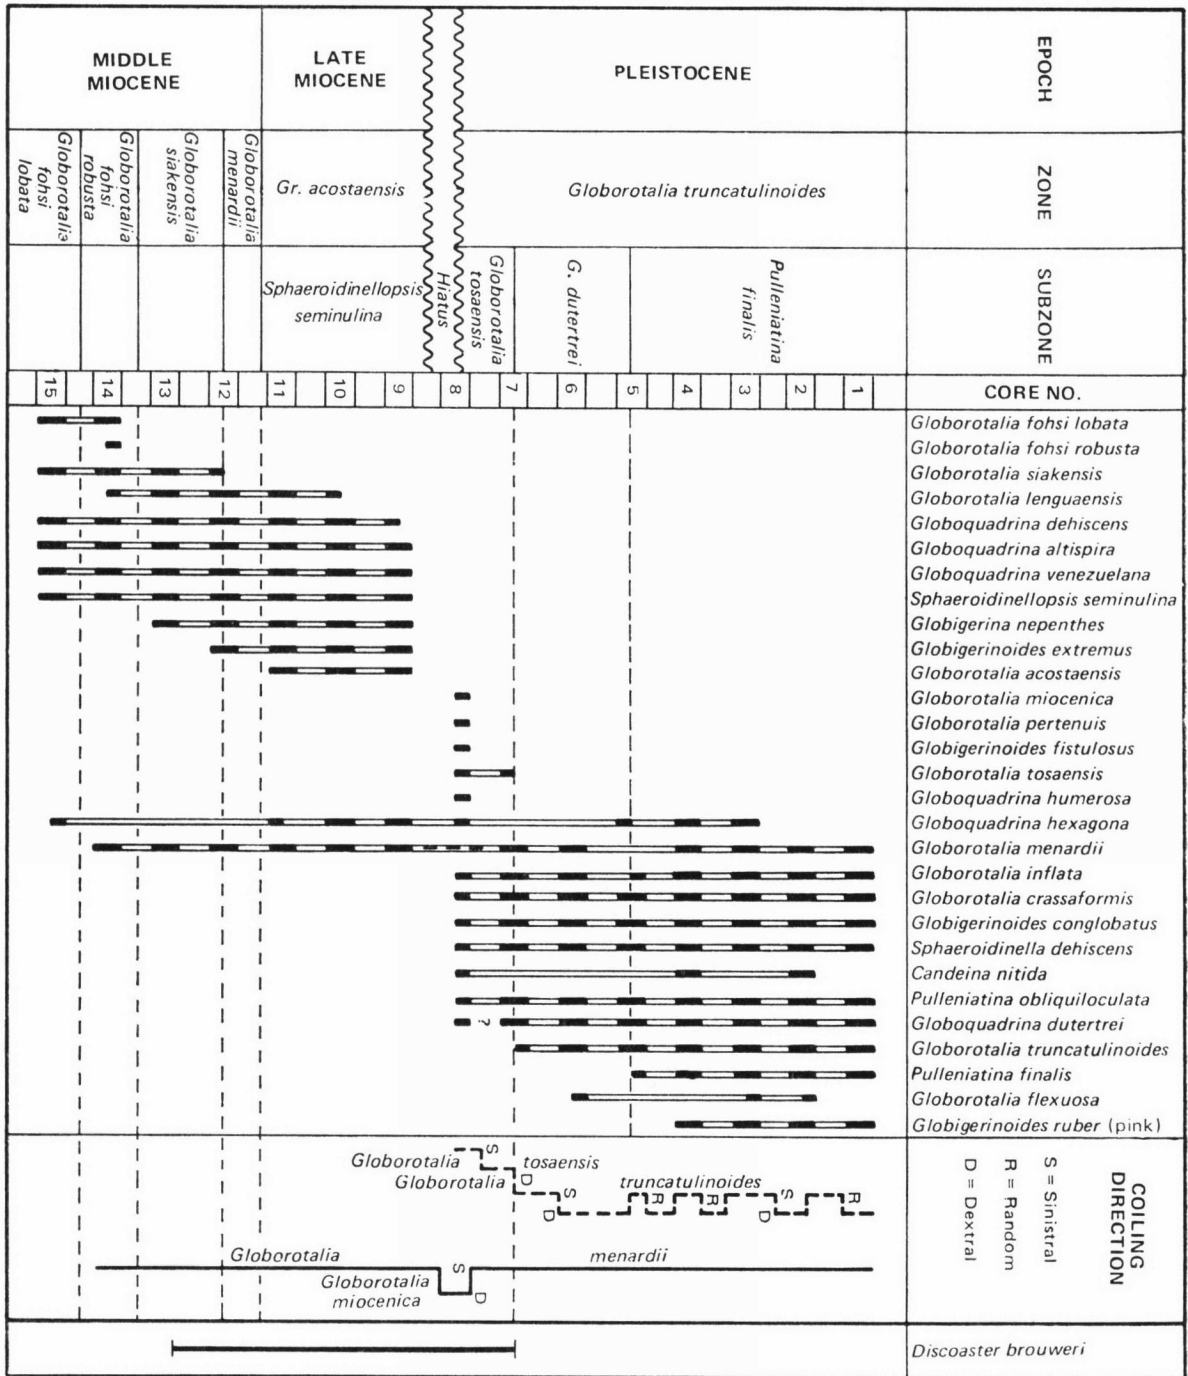 MIDDLE
MIOCENE
LATE
MIOCENE
PLEISTOCENE
EPOCH
Globorotalia
fohsi
lobata
Globorotalia
fohsi
robusta
Globorotalia
siakensis
Globorotalia
menardii
Gr. acostaensis
Globorotalia truncatulinoides
ZONE
Sphaeroidinellopsis
seminulina
Hiatus
Globorotalia
tosaensis
G. dutertrei
Pulleniatina
finalis
SUBZONE
15 14 13 12 11 10 9 8 7 6 5 4 3 2 1 CORE NO.
Globorotalia fohsi lobata
Globorotalia fohsi robusta
Globorotalia siakensis
Globorotalia lenguaensis
Globoquadrina dehiscens
Globoquadrina altispira
Globoquadrina venezuelana
Sphaeroidinellopsis seminulina
Globigerina nepenthes
Globigerinoides extremus
Globorotalia acostaensis
Globorotalia miocenica
Globorotalia pertenuis
Globigerinoides fistulosus
Globorotalia tosaensis
Globoquadrina humerosa
Globoquadrina hexagona
Globorotalia menardii
Globorotalia inflata
Globorotalia crassaformis
Globigerinoides conglobatus
Sphaeroidinella dehiscens
Candeina nitida
Pulleniatina obliquiloculata
? Globoquadrina dutertrei
Globorotalia truncatulinoides
Pulleniatina finalis
Globorotalia flexuosa
Globigerinoides ruber (pink)
Globorotalia S tosaensis
Globorotalia D truncatulinoides
S D R R D S R
Globorotalia S menardii
Globorotalia D
miocenica
COILING
DIRECTION
S = Sinistral
R = Random
D = Dextral
Discoaster brouweri